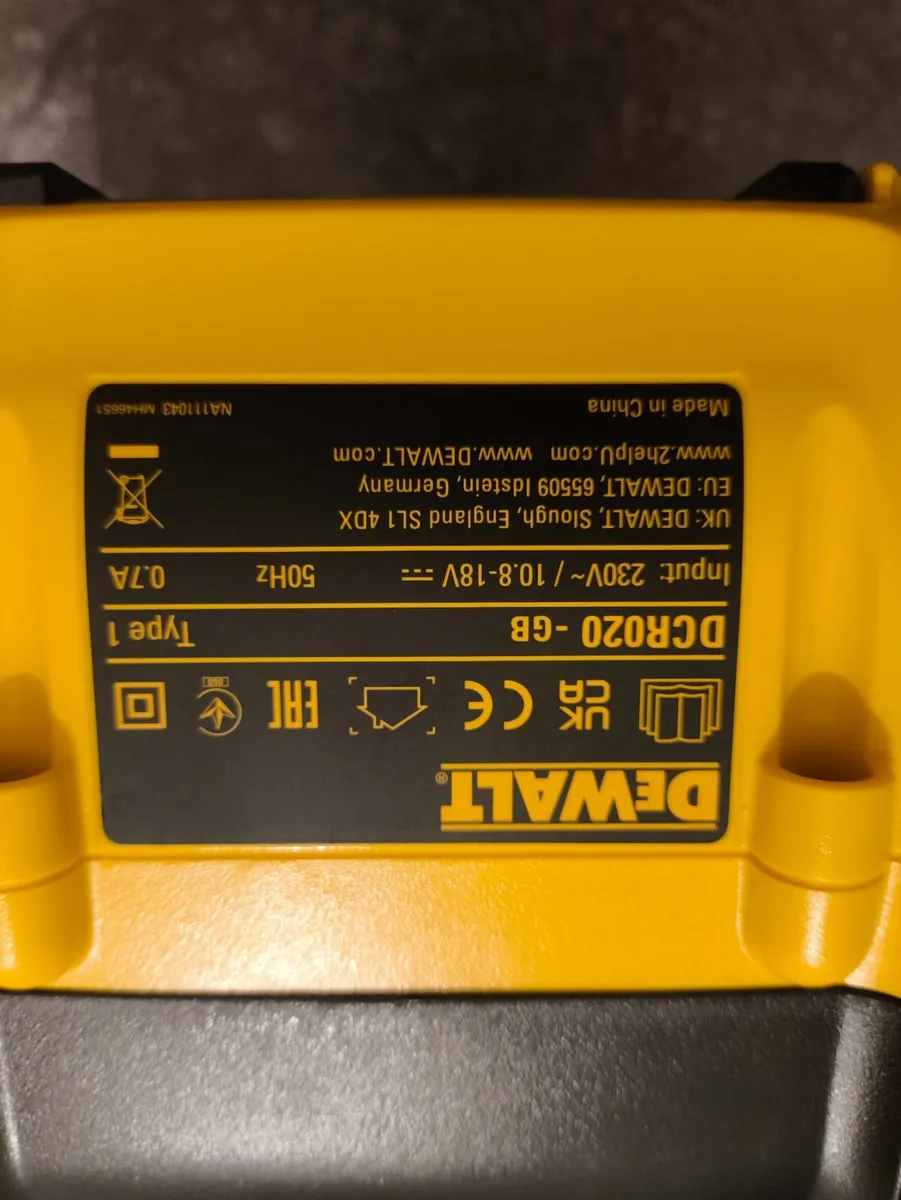 DEWALT®
UK CA CE EAC 060
DCR020 -GB Type 1
Input: 230V~ / 10.8-18V ⎓ 50Hz 0.7A
UK: DEWALT, Slough, England SL1 4DX
EU: DEWALT, 65509 Idstein, Germany
www.2helpU.com www.DEWALT.com
Made in China NA111043 MH46651